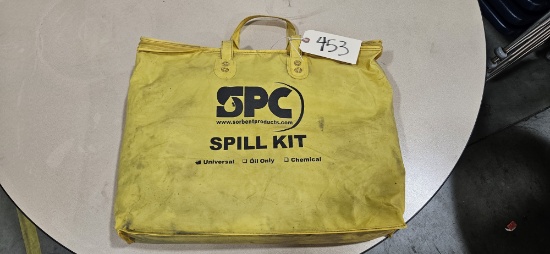 453
SPC
www.sorbentproducts.com
SPILL KIT
Universal Oil Only Chemical